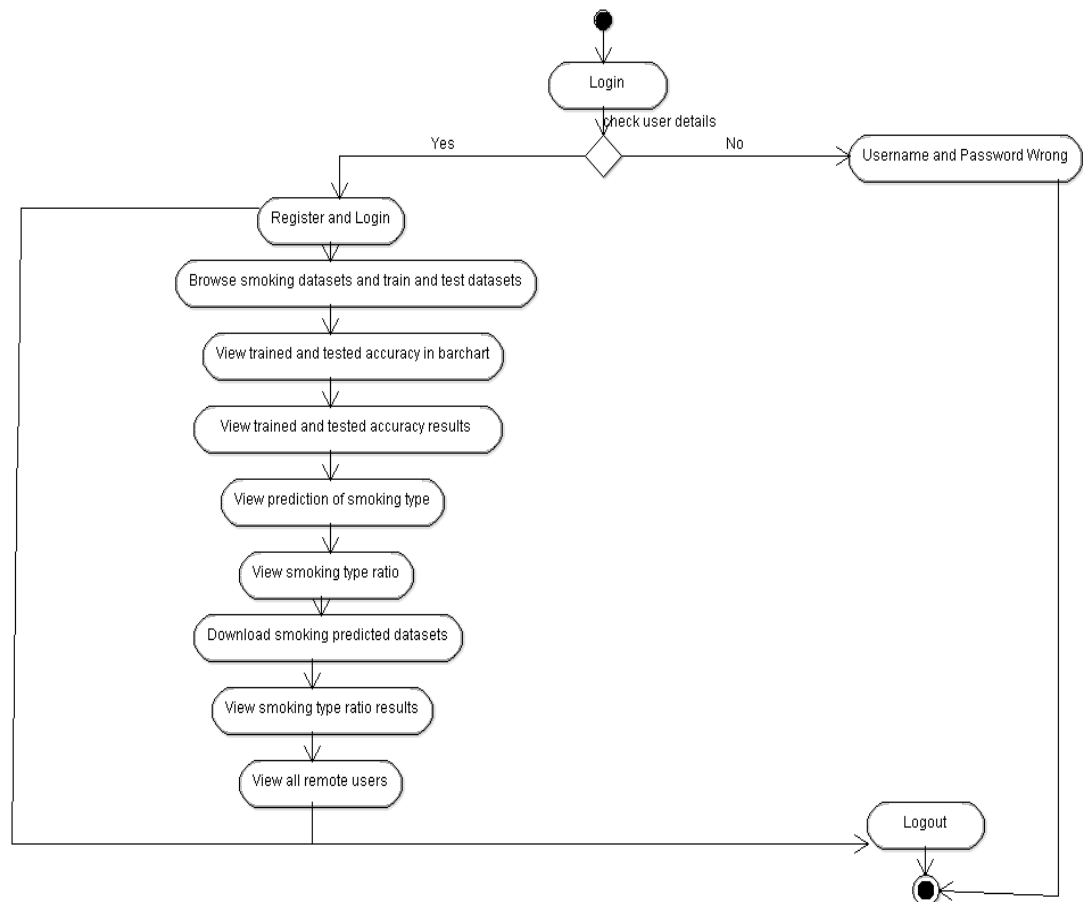 Login
check user details
Yes
No
Username and Password Wrong
Register and Login
Browse smoking datasets and train and test datasets
View trained and tested accuracy in barchart
View trained and tested accuracy results
View prediction of smoking type
View smoking type ratio
Download smoking predicted datasets
View smoking type ratio results
View all remote users
Logout